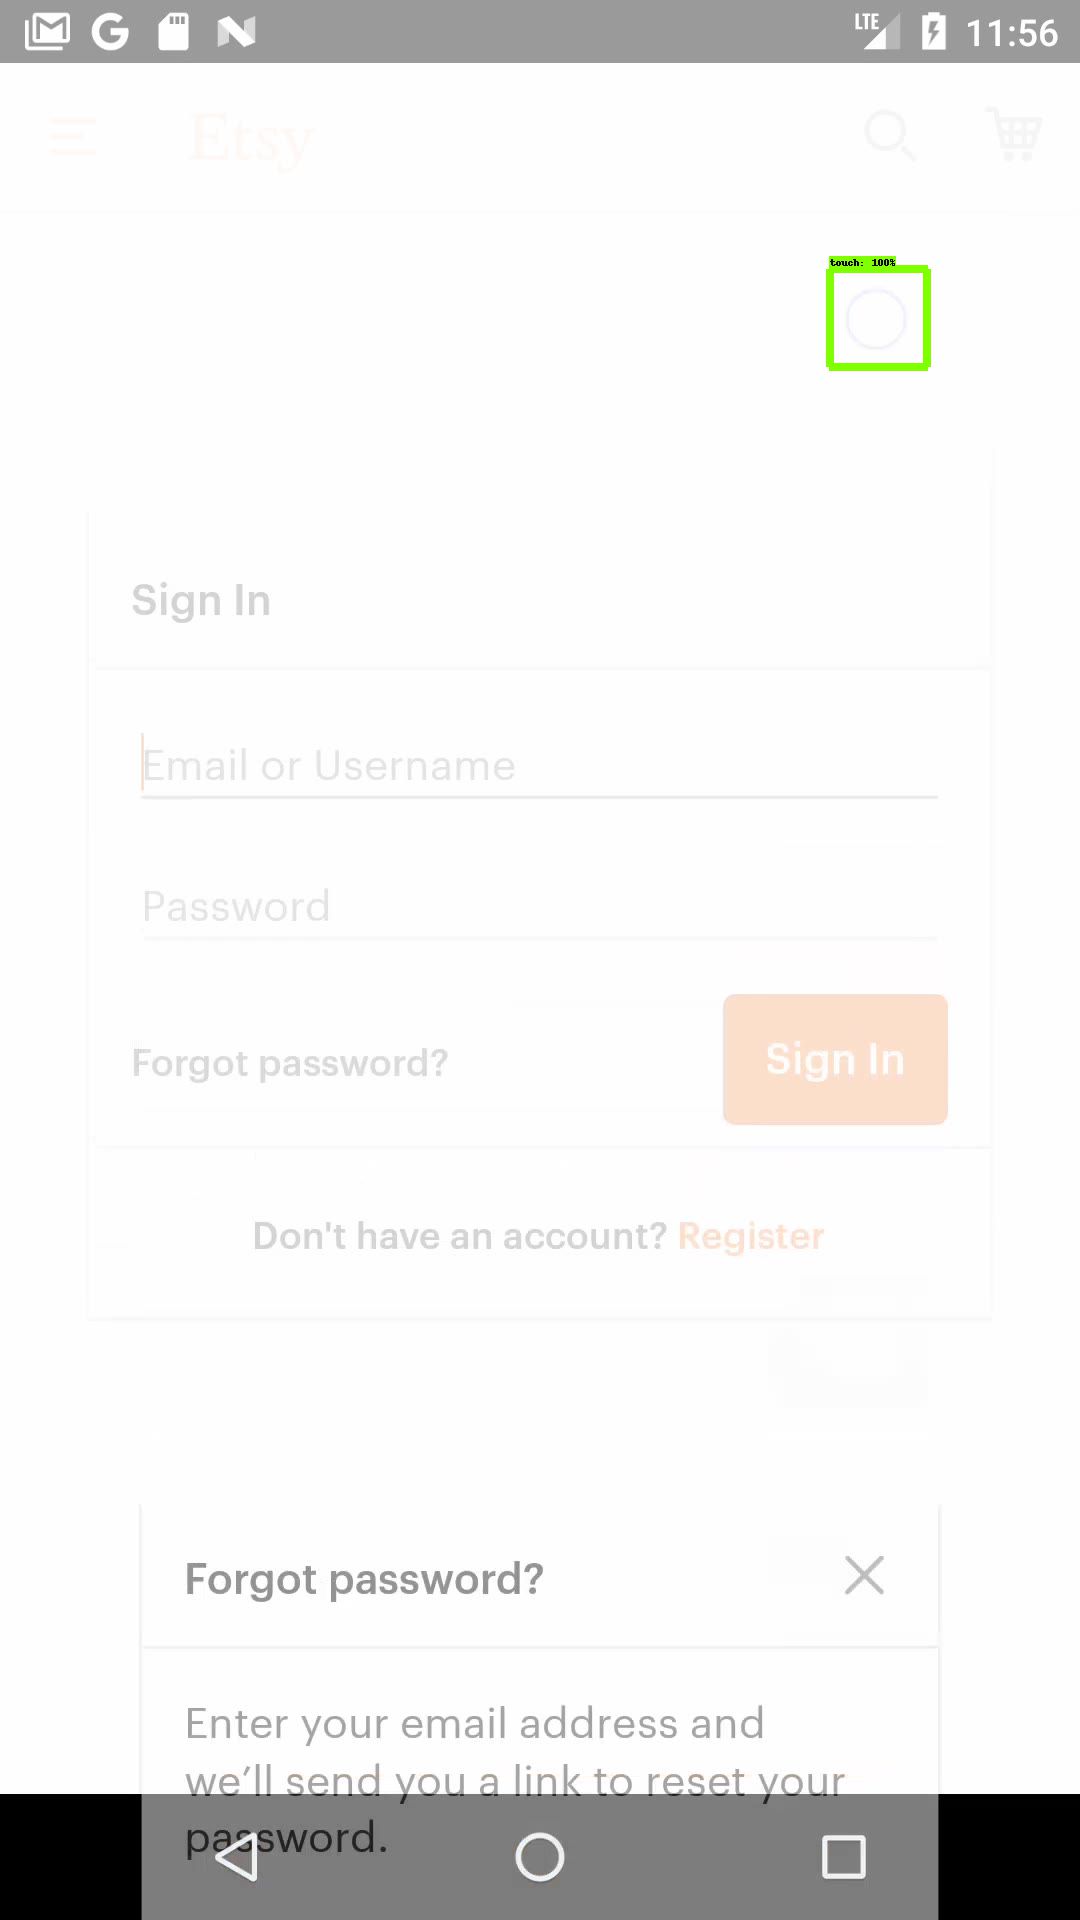 LTE 11:56
Etsy
touch: 100%
Sign In
Email or Username
Password
Forgot password?
Sign In
Don't have an account? Register
Forgot password?
Enter your email address and
we’ll send you a link to reset your
password.